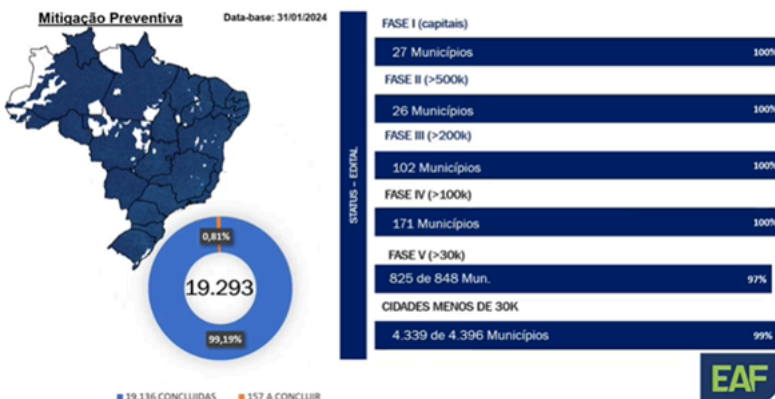 Mitigação Preventiva
Data-base: 31/01/2024
0,81%
19.293
99,19%
19.136 CONCLUIDAS
157 A CONCLUIR
STATUS – EDITAL
FASE I (capitais)
27 Municípios
100%
FASE II (>500k)
26 Municípios
100%
FASE III (>200k)
102 Municípios
100%
FASE IV (>100k)
171 Municípios
100%
FASE V (>30k)
825 de 848 Mun.
97%
CIDADES MENOS DE 30K
4.339 de 4.396 Municípios
99%
EAF